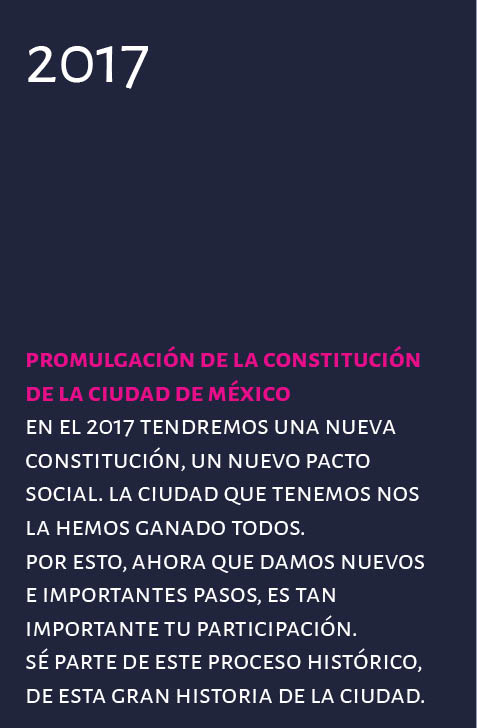 2017
PROMULGACIÓN DE LA CONSTITUCIÓN
DE LA CIUDAD DE MÉXICO
EN EL 2017 TENDREMOS UNA NUEVA
CONSTITUCIÓN, UN NUEVO PACTO
SOCIAL. LA CIUDAD QUE TENEMOS NOS
LA HEMOS GANADO TODOS.
POR ESTO, AHORA QUE DAMOS NUEVOS
E IMPORTANTES PASOS, ES TAN
IMPORTANTE TU PARTICIPACIÓN.
SÉ PARTE DE ESTE PROCESO HISTÓRICO,
DE ESTA GRAN HISTORIA DE LA CIUDAD.